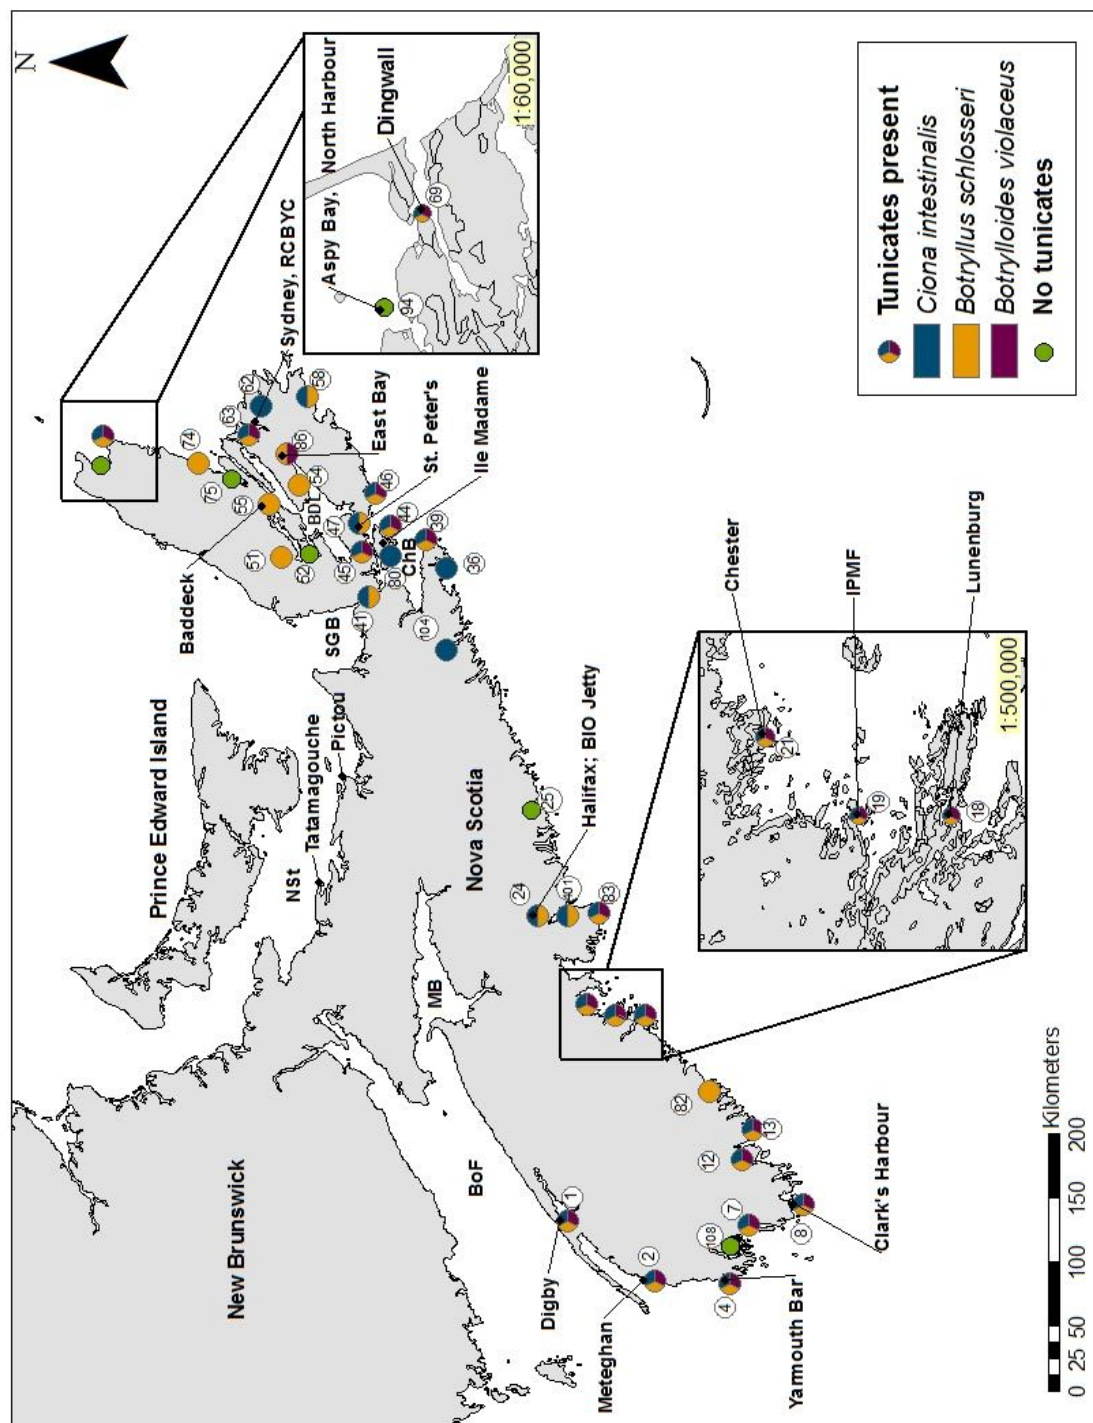 N
Aspy Bay, North Harbour
Dingwall
94
69
1:60,000
Tunicates present
Ciona intestinalis
Botryllus schlosseri
Botrylloides violaceus
No tunicates
Sydney, RCBYC
East Bay
St. Peter's
Ile Madame
Baddeck
62
63
58
74
75
86
55
54
BDL
51
52
47
46
45
44
39
80
ChB
36
41
104
SGB
Prince Edward Island
Pictou
Tatamagouche
NSt
Nova Scotia
New Brunswick
MB
BoF
25
Halifax; BIO Jetty
24
101
83
Chester
IPMF
Lunenburg
21
19
18
1:500,000
82
13
12
7
108
8
4
2
1
Digby
Meteghan
Yarmouth Bar
Clark's Harbour
Kilometers
0 25 50 100 150 200